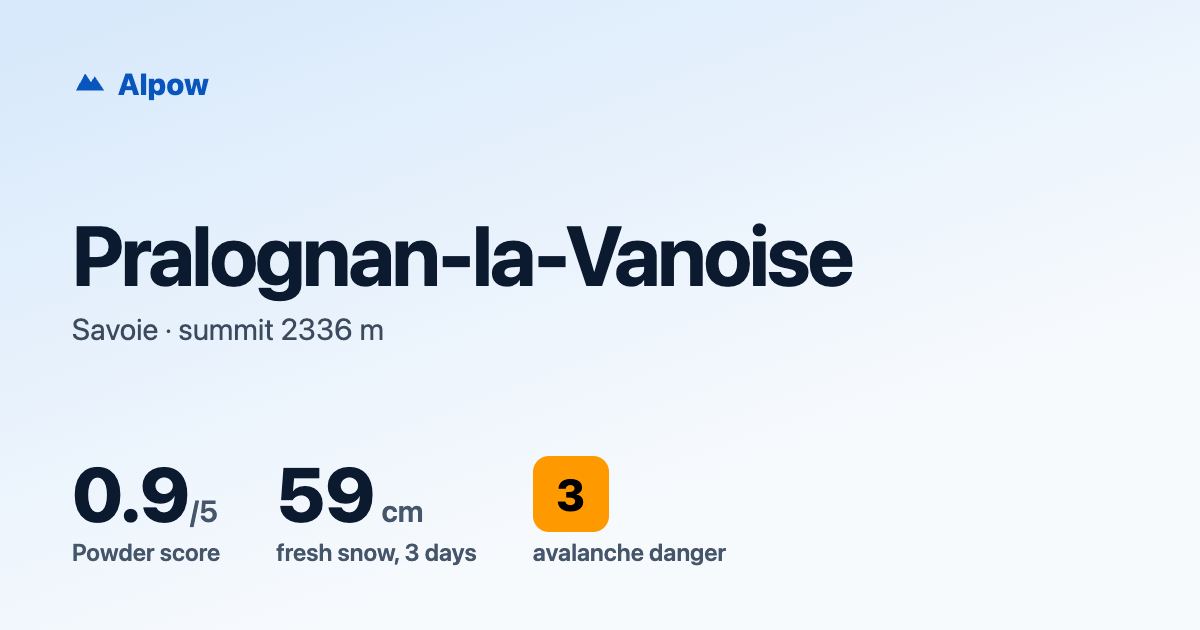 Alpow
Pralognan-la-Vanoise
Savoie · summit 2336 m
0.9/5
Powder score
59 cm
fresh snow, 3 days
3
avalanche danger